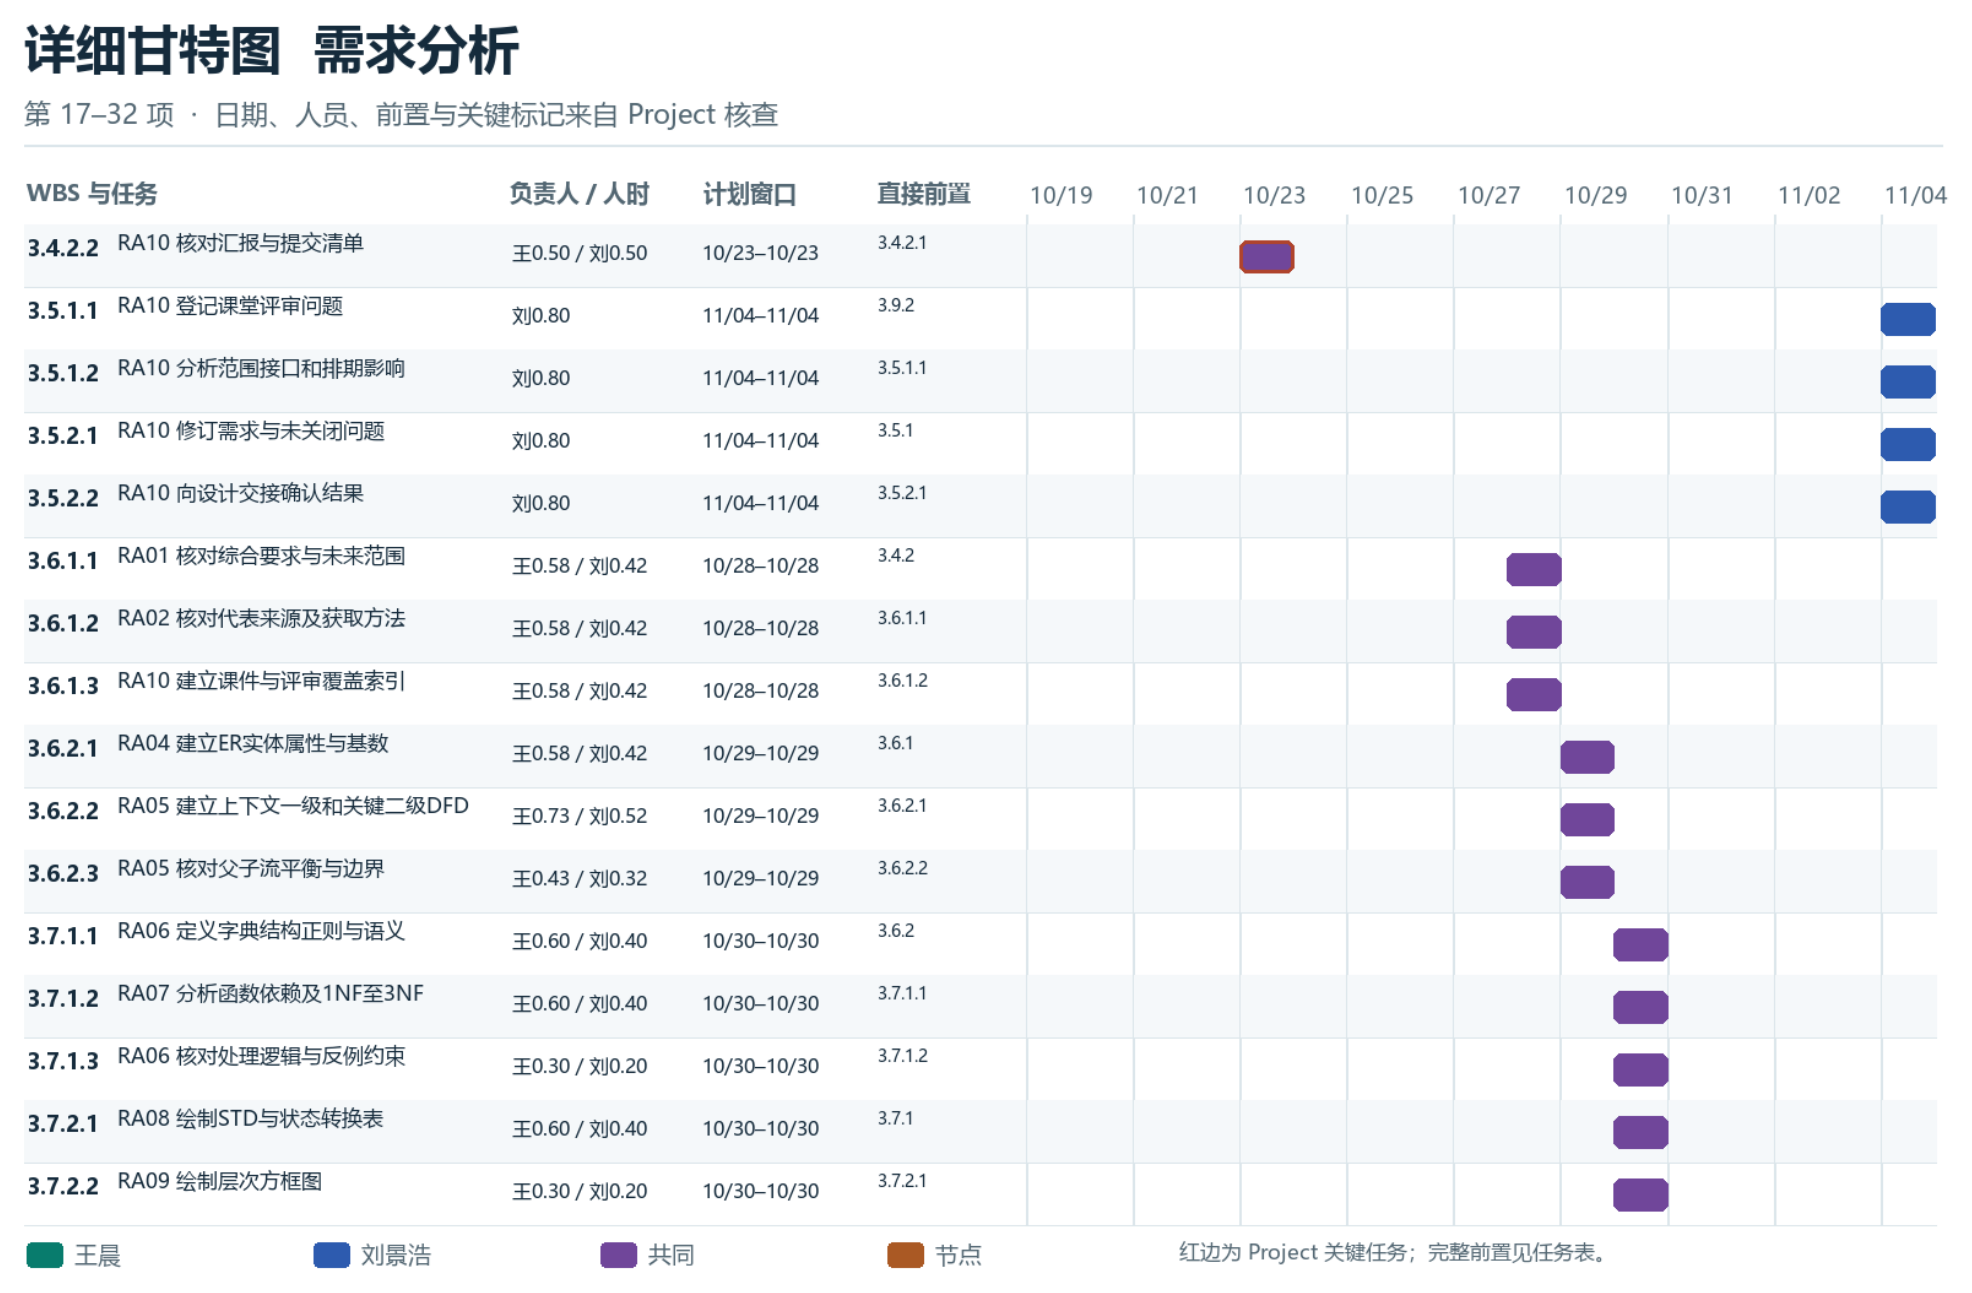 详细甘特图 需求分析
第 17–32 项 · 日期、人员、前置与关键标记来自 Project 核查
WBS 与任务 负责人 / 人时 计划窗口 直接前置 10/19 10/21 10/23 10/25 10/27 10/29 10/31 11/02 11/04
3.4.2.2 RA10 核对汇报与提交清单 王0.50 / 刘0.50 10/23–10/23 3.4.2.1
3.5.1.1 RA10 登记课堂评审问题 刘0.80 11/04–11/04 3.9.2
3.5.1.2 RA10 分析范围接口和排期影响 刘0.80 11/04–11/04 3.5.1.1
3.5.2.1 RA10 修订需求与未关闭问题 刘0.80 11/04–11/04 3.5.1
3.5.2.2 RA10 向设计交接确认结果 刘0.80 11/04–11/04 3.5.2.1
3.6.1.1 RA01 核对综合要求与未来范围 王0.58 / 刘0.42 10/28–10/28 3.4.2
3.6.1.2 RA02 核对代表来源及获取方法 王0.58 / 刘0.42 10/28–10/28 3.6.1.1
3.6.1.3 RA10 建立课件与评审覆盖索引 王0.58 / 刘0.42 10/28–10/28 3.6.1.2
3.6.2.1 RA04 建立ER实体属性与基数 王0.58 / 刘0.42 10/29–10/29 3.6.1
3.6.2.2 RA05 建立上下文一级和关键二级DFD 王0.73 / 刘0.52 10/29–10/29 3.6.2.1
3.6.2.3 RA05 核对父子流平衡与边界 王0.43 / 刘0.32 10/29–10/29 3.6.2.2
3.7.1.1 RA06 定义字典结构正则与语义 王0.60 / 刘0.40 10/30–10/30 3.6.2
3.7.1.2 RA07 分析函数依赖及1NF至3NF 王0.60 / 刘0.40 10/30–10/30 3.7.1.1
3.7.1.3 RA06 核对处理逻辑与反例约束 王0.30 / 刘0.20 10/30–10/30 3.7.1.2
3.7.2.1 RA08 绘制STD与状态转换表 王0.60 / 刘0.40 10/30–10/30 3.7.1
3.7.2.2 RA09 绘制层次方框图 王0.30 / 刘0.20 10/30–10/30 3.7.2.1
王晨 刘景浩 共同 节点 红边为 Project 关键任务；完整前置见任务表。